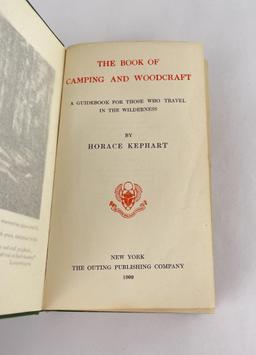 THE BOOK OF
CAMPING AND WOODCRAFT
A GUIDEBOOK FOR THOSE WHO TRAVEL
IN THE WILDERNESS
BY
HORACE KEPHART
NEW YORK
THE OUTING PUBLISHING COMPANY
1909